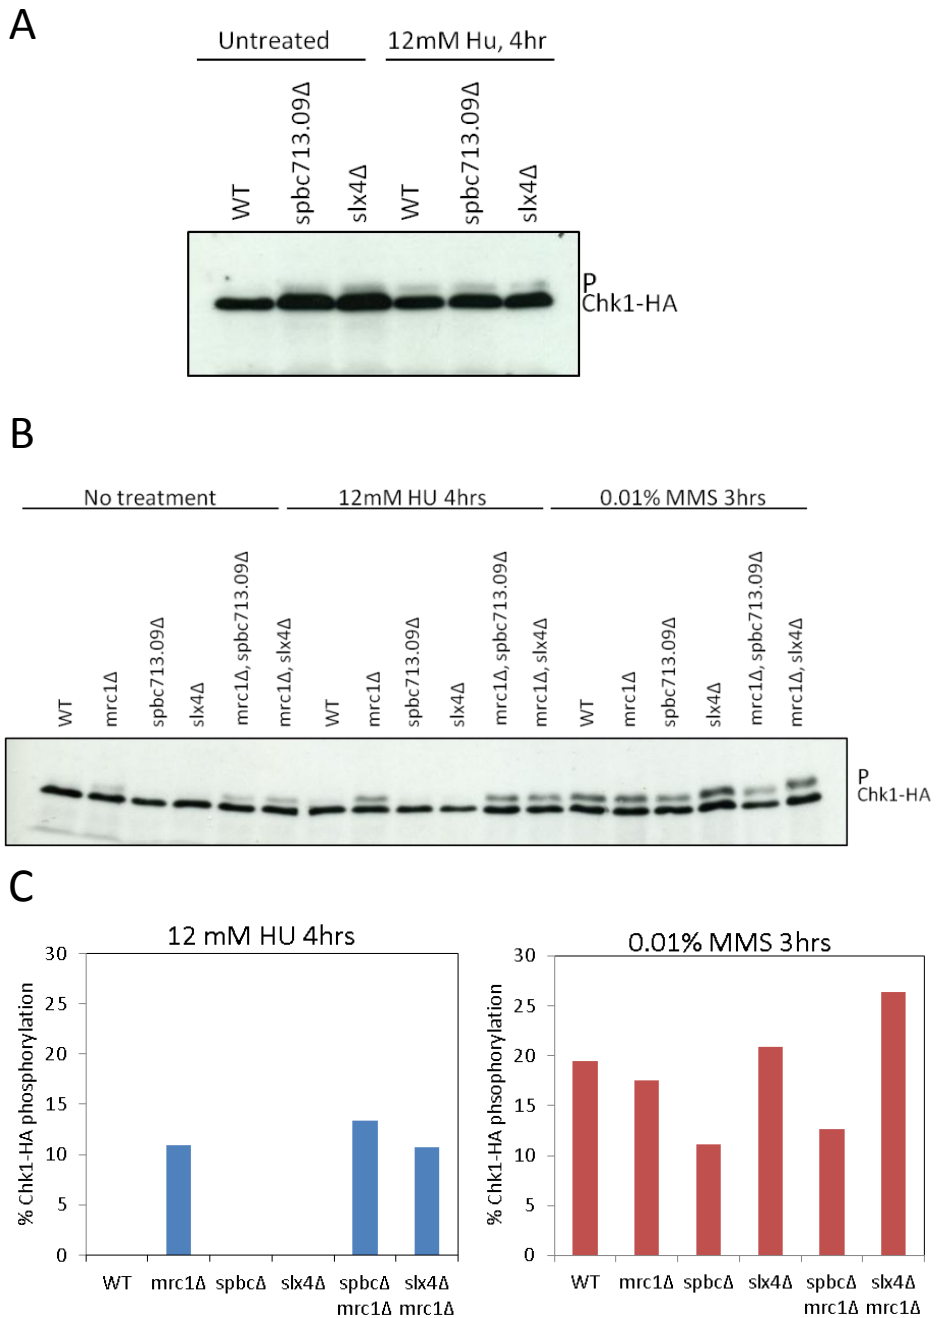 A
Untreated 12mM Hu, 4hr
WT spbc713.09Δ slx4Δ WT spbc713.09Δ slx4Δ
P
Chk1-HA
B
No treatment 12mM HU 4hrs 0.01% MMS 3hrs
WT mrc1Δ spbc713.09Δ slx4Δ mrc1Δ, spbc713.09Δ mrc1Δ, slx4Δ WT mrc1Δ spbc713.09Δ slx4Δ mrc1Δ, spbc713.09Δ mrc1Δ, slx4Δ WT mrc1Δ spbc713.09Δ slx4Δ mrc1Δ, spbc713.09Δ mrc1Δ, slx4Δ
P
Chk1-HA
C
12 mM HU 4hrs
% Chk1-HA phosphorylation
30
25
20
15
10
5
0
WT mrc1Δ spbcΔ slx4Δ spbcΔ slx4Δ
mrc1Δ mrc1Δ
0.01% MMS 3hrs
% Chk1-HA phsophorylation
30
25
20
15
10
5
0
WT mrc1Δ spbcΔ slx4Δ spbcΔ slx4Δ
mrc1Δ mrc1Δ